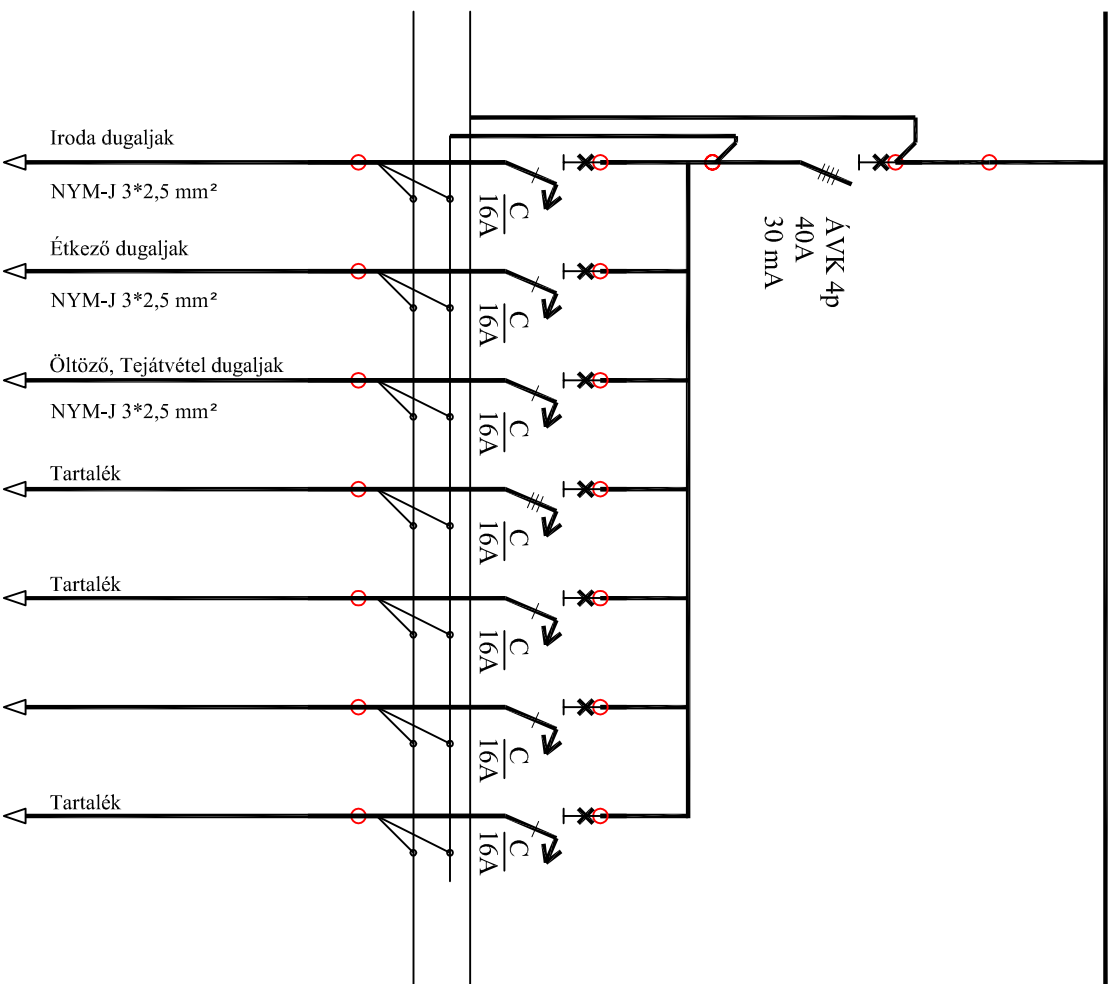 Iroda dugaljak
NYM-J 3*2,5 mm²
Étkező dugaljak
NYM-J 3*2,5 mm²
Öltöző, Tejátvétel dugaljak
NYM-J 3*2,5 mm²
Tartalék
Tartalék
Tartalék
C
16A
C
16A
C
16A
C
16A
C
16A
C
16A
C
16A
ÁVK 4p
40A
30 mA